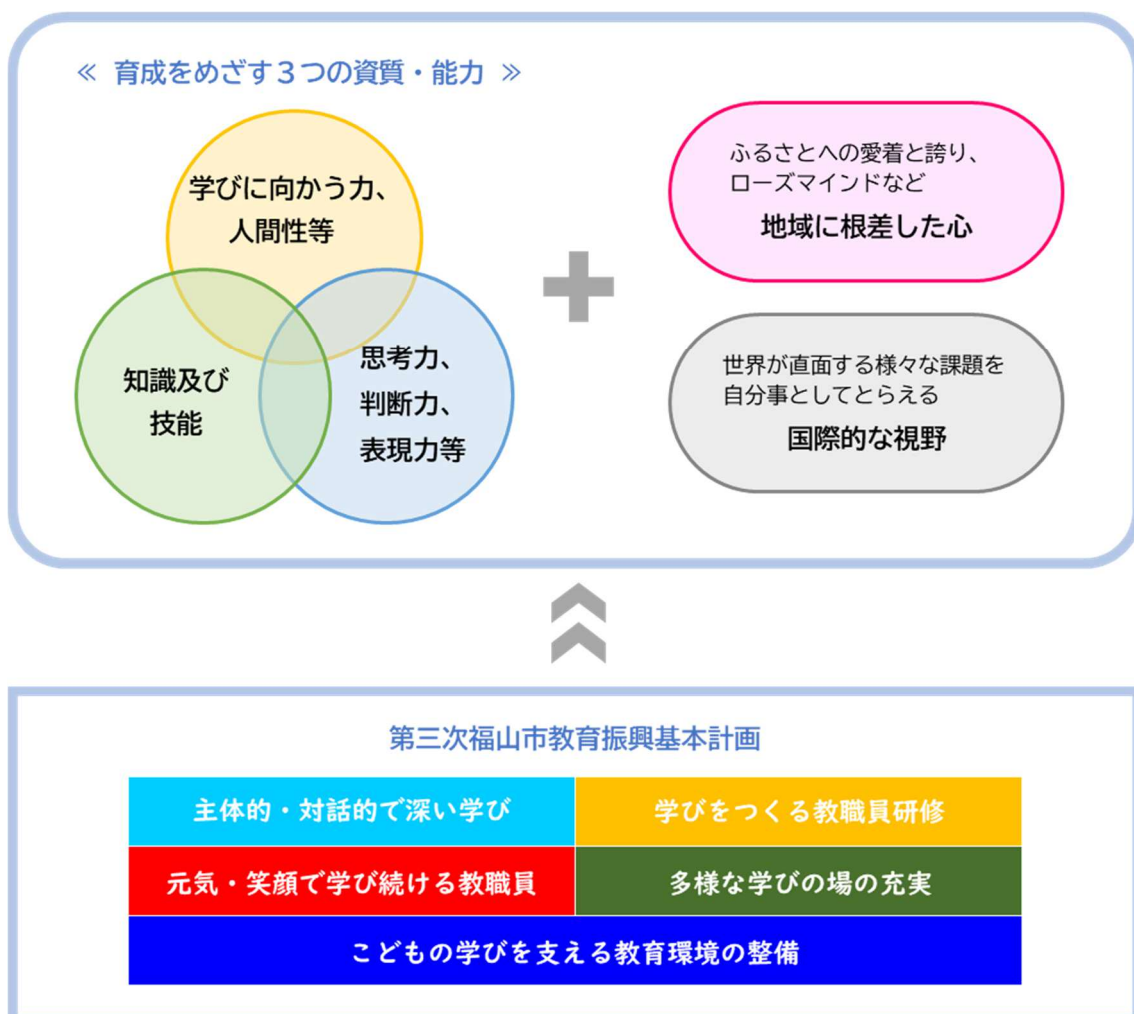 ≪ 育成をめざす３つの資質・能力 ≫
学びに向かう力、
人間性等
知識及び
技能
思考力、
判断力、
表現力等
ふるさとへの愛着と誇り、
ローズマインドなど
地域に根差した心
世界が直面する様々な課題を
自分事としてとらえる
国際的な視野
第三次福山市教育振興基本計画
主体的・対話的で深い学び
学びをつくる教職員研修
元気・笑顔で学び続ける教職員
多様な学びの場の充実
こどもの学びを支える教育環境の整備